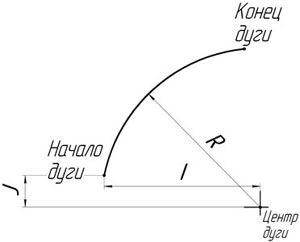 Конец
дуги
R
Начало
дуги
I
J
Центр
дуги